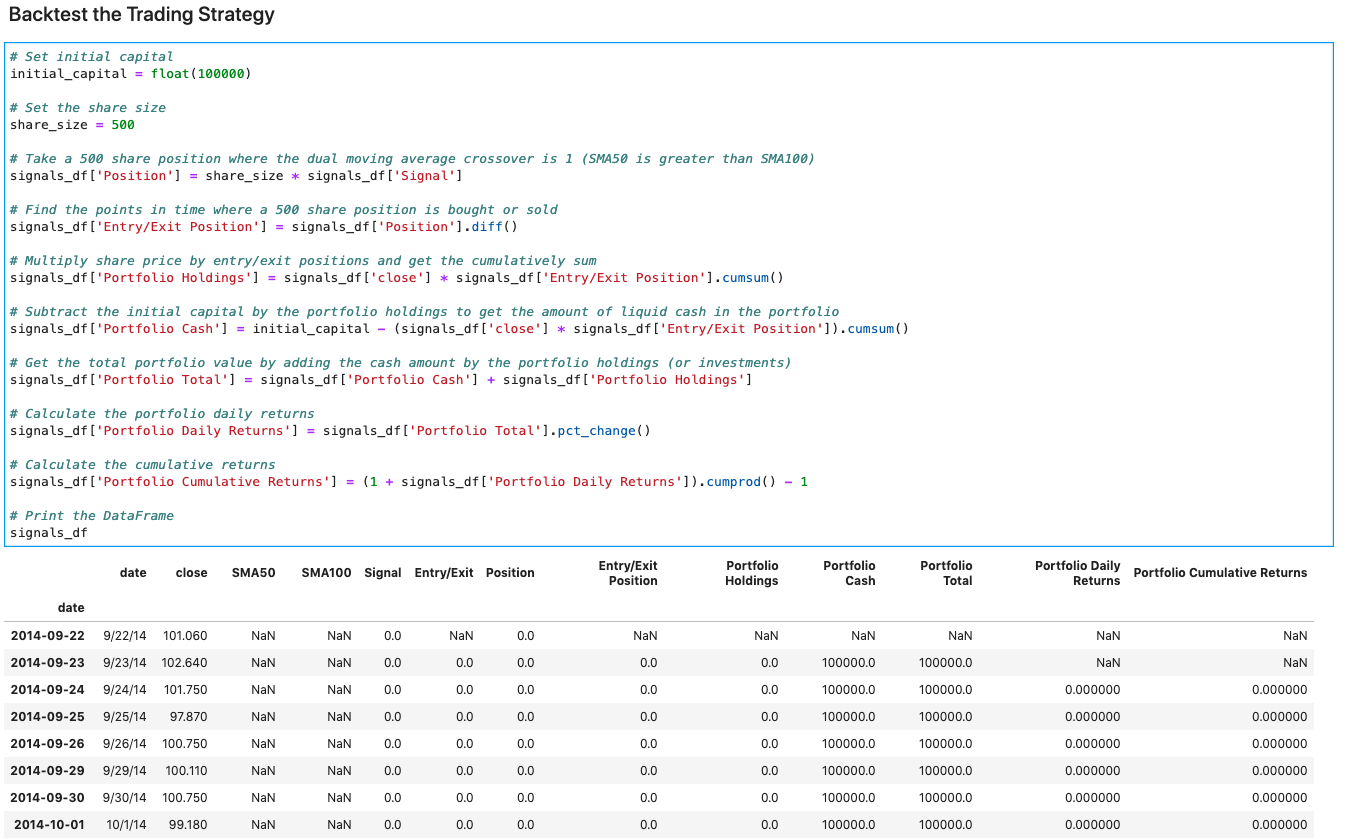 Backtest the Trading Strategy
# Set initial capital
initial_capital = float(100000)
# Set the share size
share_size = 500
# Take a 500 share position where the dual moving average crossover is 1 (SMA50 is greater than SMA100)
signals_df['Position'] = share_size * signals_df['Signal']
# Find the points in time where a 500 share position is bought or sold
signals_df['Entry/Exit Position'] = signals_df['Position'].diff()
# Multiply share price by entry/exit positions and get the cumulatively sum
signals_df['Portfolio Holdings'] = signals_df['close'] * signals_df['Entry/Exit Position'].cumsum()
# Subtract the initial capital by the portfolio holdings to get the amount of liquid cash in the portfolio
signals_df['Portfolio Cash'] = initial_capital - (signals_df['close'] * signals_df['Entry/Exit Position']).cumsum()
# Get the total portfolio value by adding the cash amount by the portfolio holdings (or investments)
signals_df['Portfolio Total'] = signals_df['Portfolio Cash'] + signals_df['Portfolio Holdings']
# Calculate the portfolio daily returns
signals_df['Portfolio Daily Returns'] = signals_df['Portfolio Total'].pct_change()
# Calculate the cumulative returns
signals_df['Portfolio Cumulative Returns'] = (1 + signals_df['Portfolio Daily Returns']).cumprod() - 1
# Print the DataFrame
signals_df
date close SMA50 SMA100 Signal Entry/Exit Position Entry/Exit Position Portfolio Holdings Portfolio Cash Portfolio Total Portfolio Daily Returns Portfolio Cumulative Returns
date
2014-09-22 9/22/14 101.060 NaN NaN 0.0 NaN 0.0 NaN NaN NaN NaN NaN NaN
2014-09-23 9/23/14 102.640 NaN NaN 0.0 0.0 0.0 0.0 0.0 100000.0 100000.0 NaN NaN
2014-09-24 9/24/14 101.750 NaN NaN 0.0 0.0 0.0 0.0 0.0 100000.0 100000.0 0.000000 0.000000
2014-09-25 9/25/14 97.870 NaN NaN 0.0 0.0 0.0 0.0 0.0 100000.0 100000.0 0.000000 0.000000
2014-09-26 9/26/14 100.750 NaN NaN 0.0 0.0 0.0 0.0 0.0 100000.0 100000.0 0.000000 0.000000
2014-09-29 9/29/14 100.110 NaN NaN 0.0 0.0 0.0 0.0 0.0 100000.0 100000.0 0.000000 0.000000
2014-09-30 9/30/14 100.750 NaN NaN 0.0 0.0 0.0 0.0 0.0 100000.0 100000.0 0.000000 0.000000
2014-10-01 10/1/14 99.180 NaN NaN 0.0 0.0 0.0 0.0 0.0 100000.0 100000.0 0.000000 0.000000